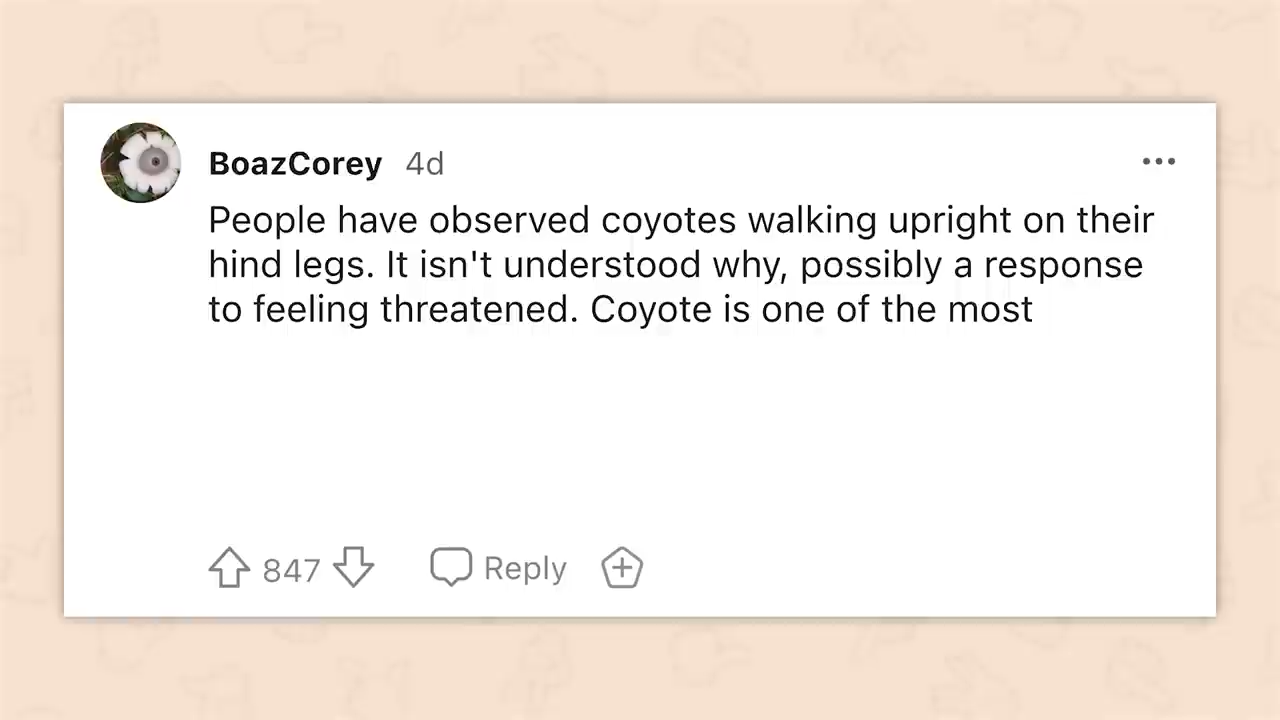 BoazCorey 4d
People have observed coyotes walking upright on their
hind legs. It isn't understood why, possibly a response
to feeling threatened. Coyote is one of the most
847 Reply